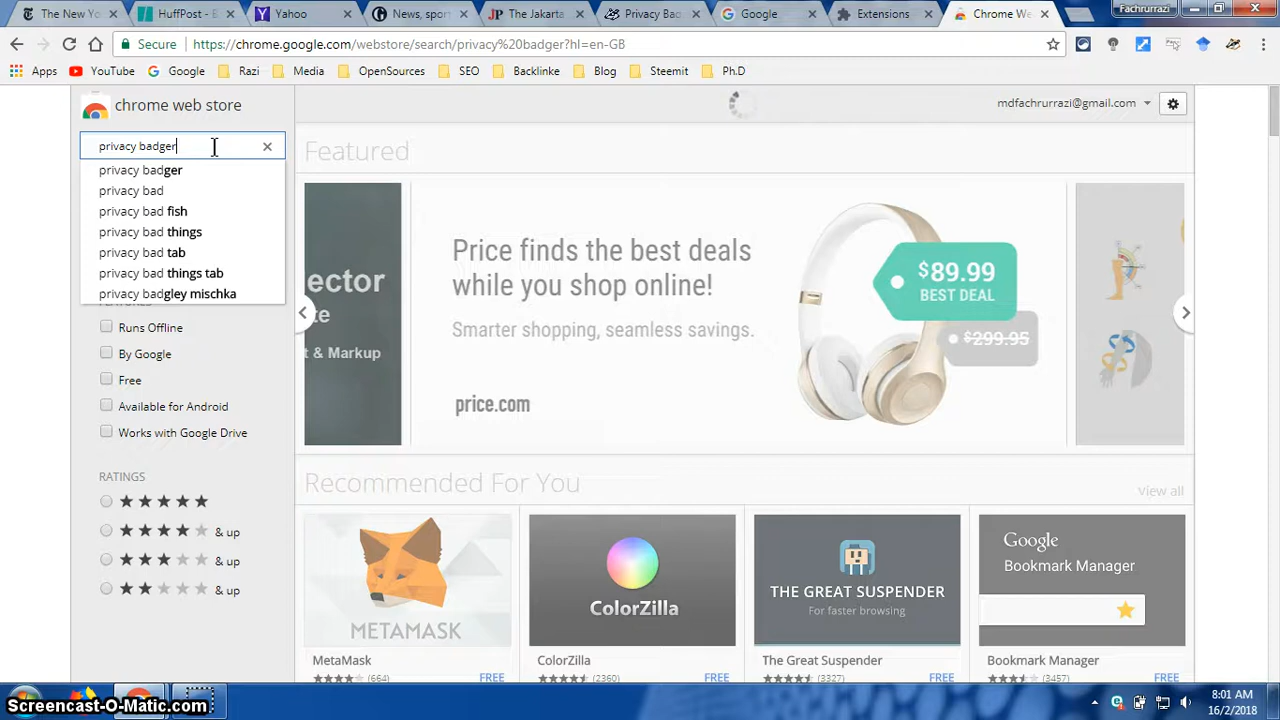 The New Yo
HuffPost - B
Yahoo
News, sport
The Jakarta
Privacy Bad
Google
Extensions
Chrome We
Fachrurrazi
Secure
https://chrome.google.com/webstore/search/privacy%20badger?hl=en-GB
Apps
YouTube
Google
Razi
Media
OpenSources
SEO
Backlinke
Blog
Steemit
Ph.D
chrome web store
mdfachrurrazi@gmail.com
privacy badger
privacy badger
privacy bad
privacy bad fish
privacy bad things
privacy bad tab
privacy bad things tab
privacy badgley mischka
Runs Offline
By Google
Free
Available for Android
Works with Google Drive
RATINGS
& up
& up
& up
Featured
ector
te
t & Markup
Price finds the best deals
while you shop online!
Smarter shopping, seamless savings.
price.com
$89.99
BEST DEAL
$299.95
Recommended For You
View all
METAMASK
ColorZilla
THE GREAT SUSPENDER
For faster browsing
Google
Bookmark Manager
MetaMask
ColorZilla
The Great Suspender
Bookmark Manager
(664)
FREE
(2360)
FREE
(3327)
FREE
(3457)
FREE
Screencast-O-Matic.com
8:01 AM
16/2/2018